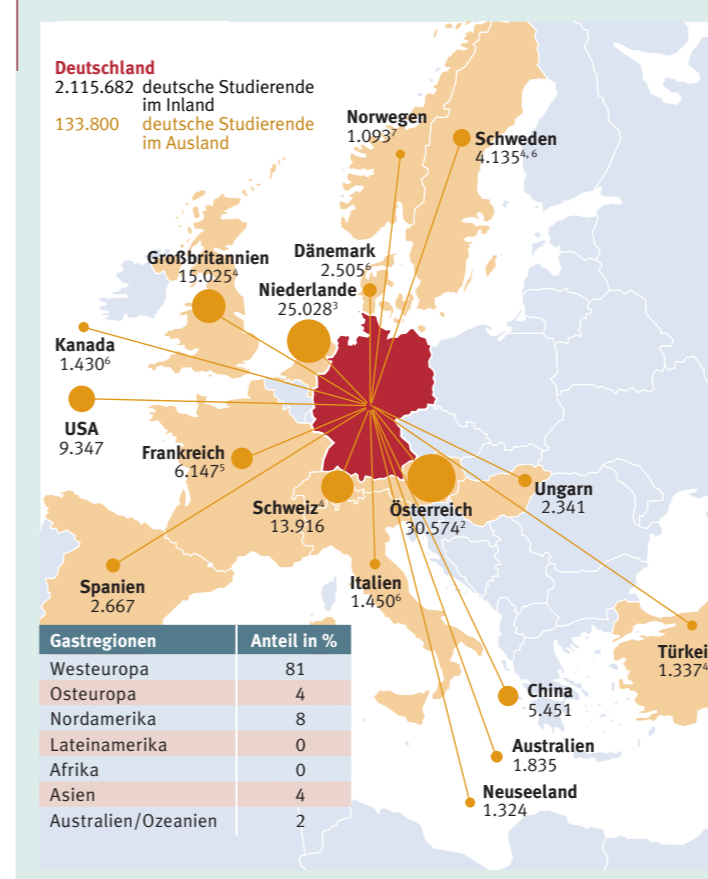 Deutschland
2.115.682 deutsche Studierende
im Inland
133.800 deutsche Studierende
im Ausland
Norwegen
1.093⁷
Schweden
4.135⁴,⁶
Großbritannien
15.025⁴
Dänemark
2.505⁶
Niederlande
25.028³
Kanada
1.430⁶
USA
9.347
Frankreich
6.147⁵
Schweiz⁴
13.916
Österreich
30.574²
Ungarn
2.341
Spanien
2.667
Italien
1.450⁶
Türkei
1.337⁴
China
5.451
Australien
1.835
Neuseeland
1.324
Gastregionen Anteil in %
Westeuropa 81
Osteuropa 4
Nordamerika 8
Lateinamerika 0
Afrika 0
Asien 4
Australien/Ozeanien 2